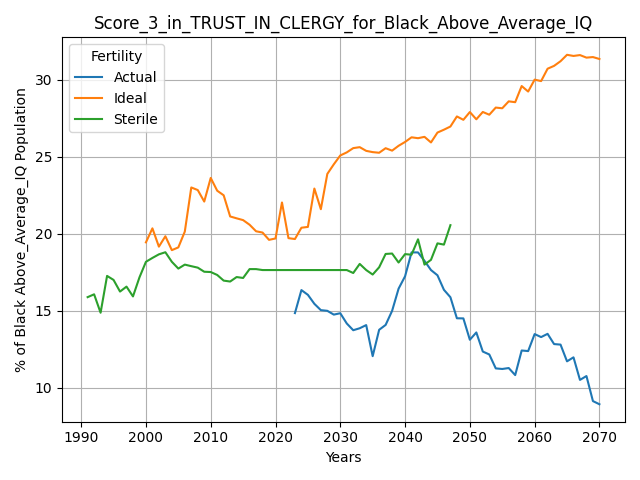 Score_3_in_TRUST_IN_CLERGY_for_Black_Above_Average_IQ
% of Black Above_Average_IQ Population
30
25
20
15
10
Fertility
Actual
Ideal
Sterile
1990 2000 2010 2020 2030 2040 2050 2060 2070
Years